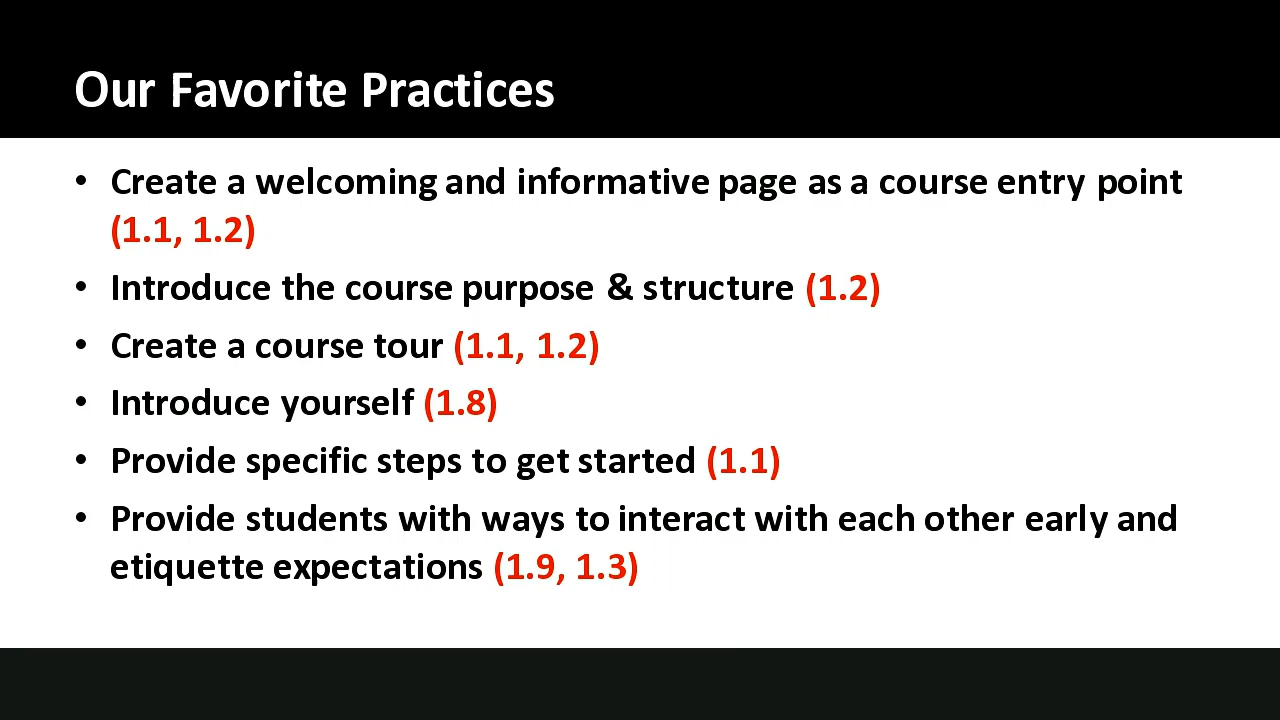 Our Favorite Practices
• Create a welcoming and informative page as a course entry point
(1.1, 1.2)
• Introduce the course purpose & structure (1.2)
• Create a course tour (1.1, 1.2)
• Introduce yourself (1.8)
• Provide specific steps to get started (1.1)
• Provide students with ways to interact with each other early and
etiquette expectations (1.9, 1.3)